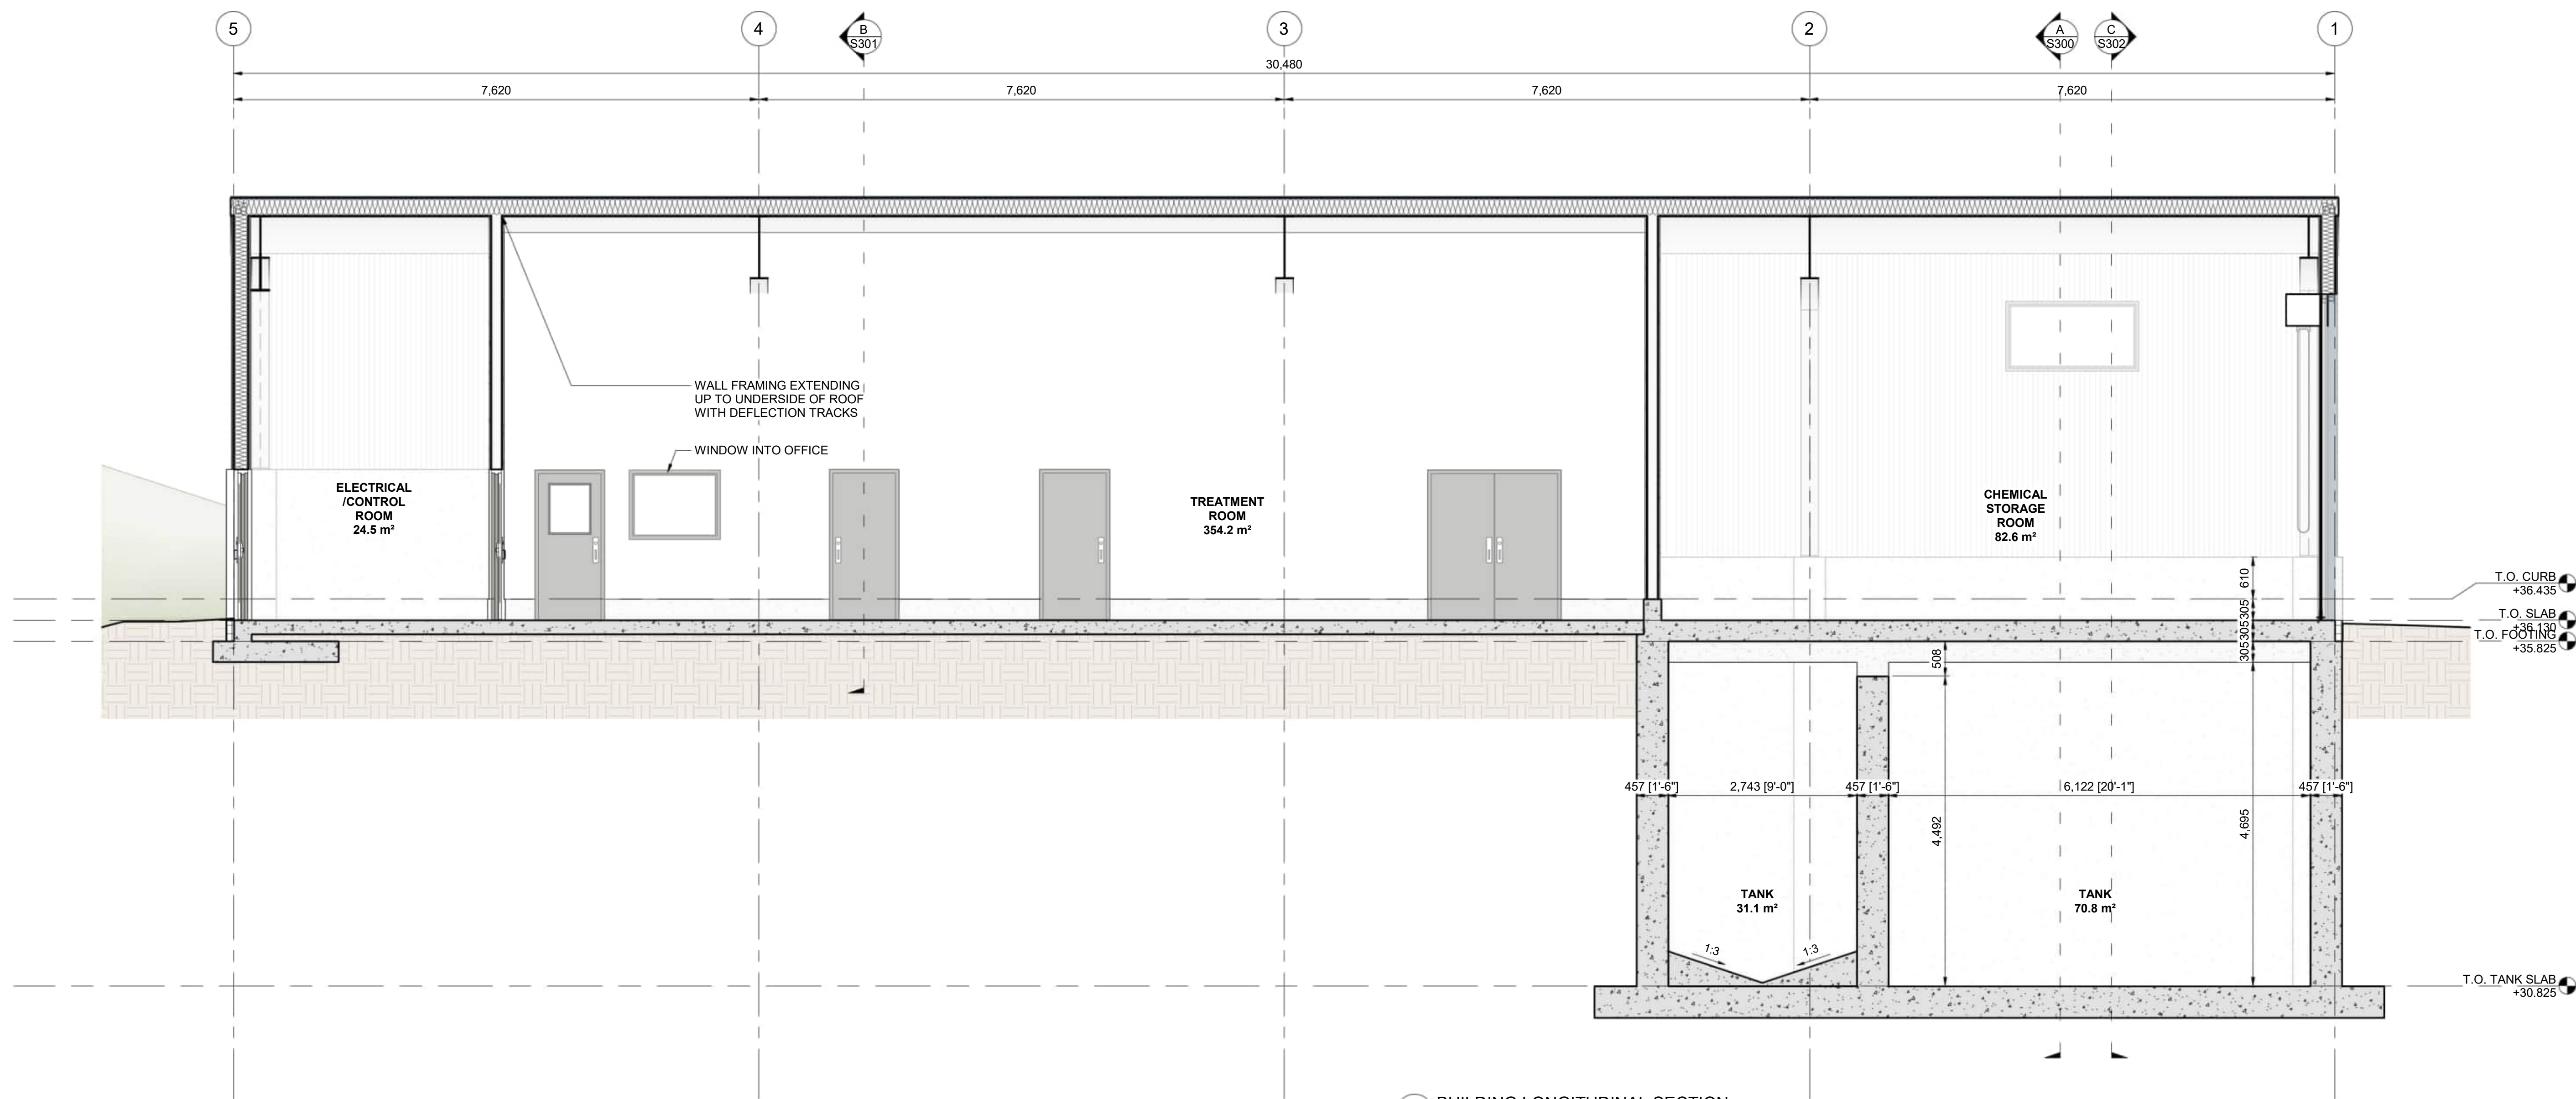 5
4
B
S301
3
2
A
S300
C
S302
1
30,480
7,620
7,620
7,620
7,620
WALL FRAMING EXTENDING
UP TO UNDERSIDE OF ROOF
WITH DEFLECTION TRACKS
WINDOW INTO OFFICE
ELECTRICAL
/CONTROL
ROOM
24.5 m²
TREATMENT
ROOM
354.2 m²
CHEMICAL
STORAGE
ROOM
82.6 m²
610
305
305
305
508
T.O. CURB
+36.435
T.O. SLAB
+36.130
T.O. FOOTING
+35.825
457 [1'-6"]
2,743 [9'-0"]
457 [1'-6"]
6,122 [20'-1"]
457 [1'-6"]
4,492
4,695
TANK
31.1 m²
TANK
70.8 m²
1:3
1:3
T.O. TANK SLAB
+30.825
BUILDING LONGITUDINAL SECTION